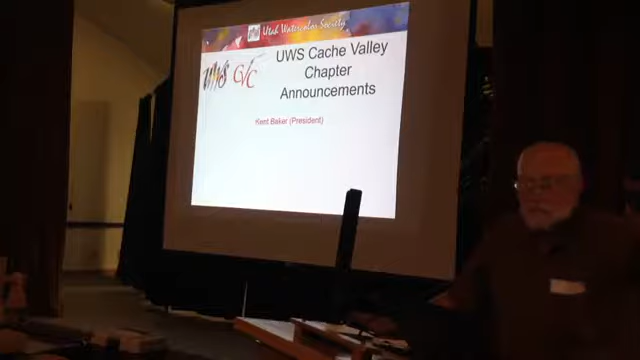 Utah Watercolor Society
UWS CVC
UWS Cache Valley
Chapter
Announcements
Kent Baker (President)